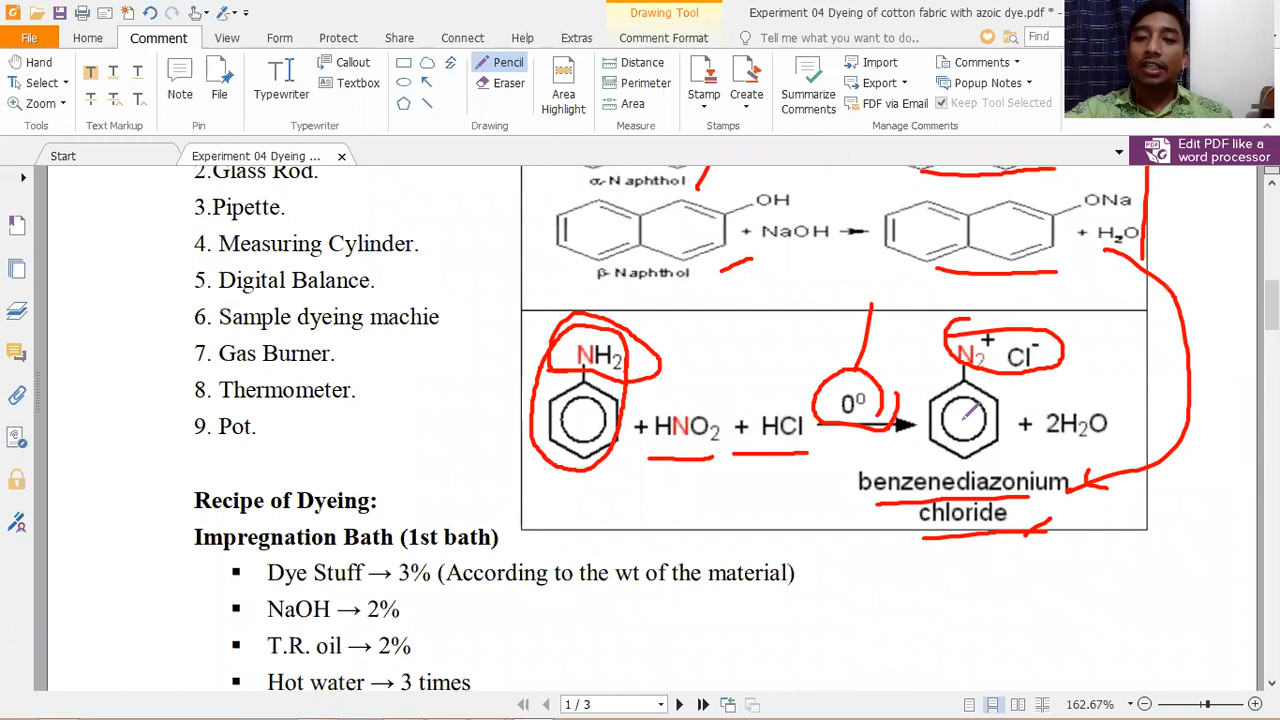 Drawing Tool
Experiment 04 Dyeing of cotton fabric with azoic dye.pdf *
File
Home
Comment
View
Form
Protect
Share
Connect
Help
Extras
Comment Format
Tell me what you want to do...
Find
Hand
Select
Zoom
Tools
Text Markup
Note
File
Pin
Typewriter
Typewriter
Pencil
Eraser
Drawing
Area Highlight
Distance
Perimeter
Area
Measure
Stamp
Create
Stamps
Summarize Comments
Import
Export
FDF via Email
Comments
Popup Notes
Keep Tool Selected
Manage Comments
Start
Experiment 04 Dyeing ...
Edit PDF like a
word processor
2.Glass Rod.
3.Pipette.
4. Measuring Cylinder.
5. Digital Balance.
6. Sample dyeing machie
7. Gas Burner.
8. Thermometer.
9. Pot.
α-Naphthol
OH
+ NaOH
ONa
+ H₂O
β-Naphthol
NH₂
+ HNO₂ + HCl
0°
N₂⁺ Cl⁻
+ 2H₂O
benzenediazonium
chloride
Recipe of Dyeing:
Impregnation Bath (1st bath)
▪ Dye Stuff → 3% (According to the wt of the material)
▪ NaOH → 2%
▪ T.R. oil → 2%
▪ Hot water → 3 times
1 / 3
162.67%